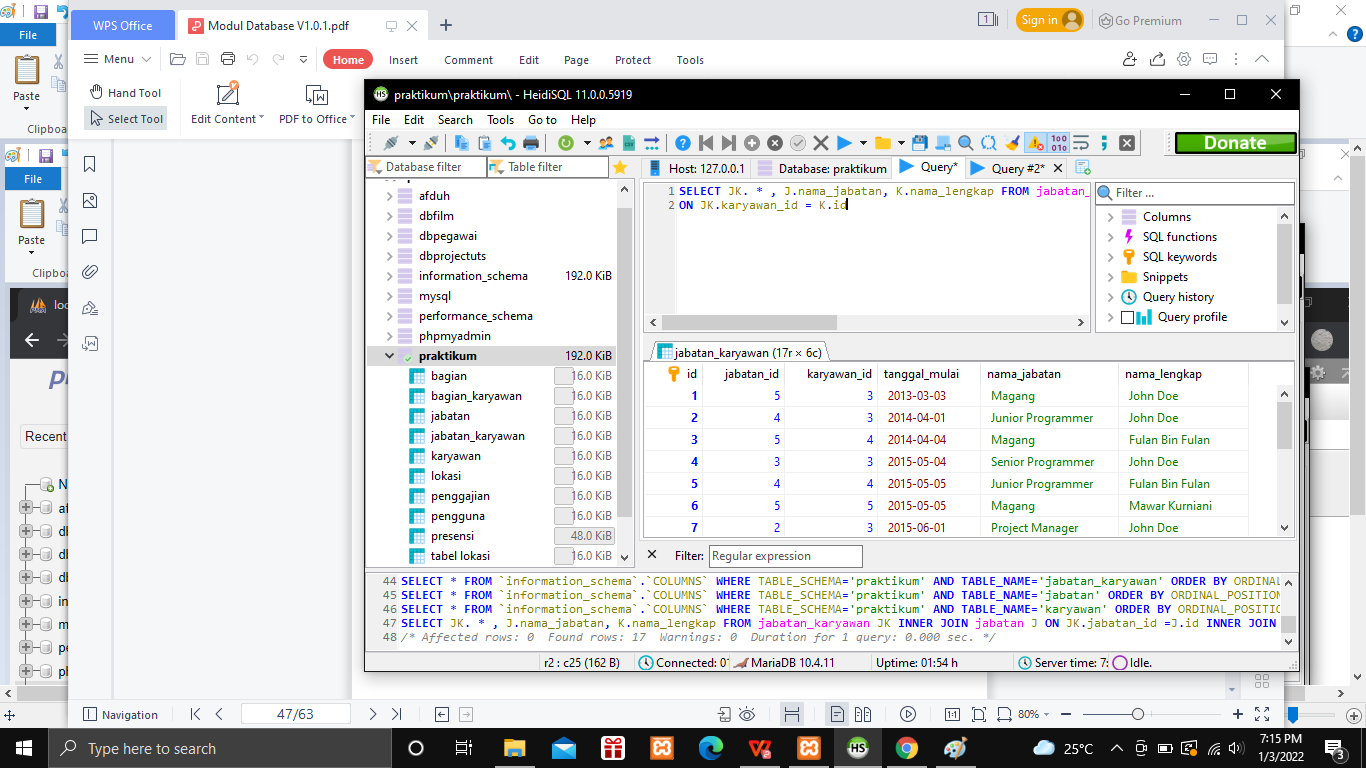 File
Paste
Clipboa
File
Paste
Clipbo
WPS Office
Modul Database V1.0.1.pdf
1
Sign in
Go Premium
Menu
Home
Insert
Comment
Edit
Page
Protect
Tools
Hand Tool
Select Tool
Edit Content
PDF to Office
praktikum\praktikum\ - HeidiSQL 11.0.0.5919
File Edit Search Tools Go to Help
Donate
Database filter
Table filter
Host: 127.0.0.1
Database: praktikum
Query*
Query #2*
afduh
dbfilm
dbpegawai
dbprojectuts
information_schema 192.0 KiB
mysql
performance_schema
phpmyadmin
praktikum 192.0 KiB
bagian 16.0 KiB
bagian_karyawan 16.0 KiB
jabatan 16.0 KiB
jabatan_karyawan 16.0 KiB
karyawan 16.0 KiB
lokasi 16.0 KiB
penggajian 16.0 KiB
pengguna 16.0 KiB
presensi 48.0 KiB
tabel lokasi 16.0 KiB
1 SELECT JK. * , J.nama_jabatan, K.nama_lengkap FROM jabatan_
2 ON JK.karyawan_id = K.id
Filter ...
Columns
SQL functions
SQL keywords
Snippets
Query history
Query profile
jabatan_karyawan (17r × 6c)
id jabatan_id karyawan_id tanggal_mulai nama_jabatan nama_lengkap
1 5 3 2013-03-03 Magang John Doe
2 4 3 2014-04-01 Junior Programmer John Doe
3 5 4 2014-04-04 Magang Fulan Bin Fulan
4 3 3 2015-05-04 Senior Programmer John Doe
5 4 4 2015-05-05 Junior Programmer Fulan Bin Fulan
6 5 5 2015-05-05 Magang Mawar Kurniani
7 2 3 2015-06-01 Project Manager John Doe
Filter: Regular expression
44 SELECT * FROM `information_schema`.`COLUMNS` WHERE TABLE_SCHEMA='praktikum' AND TABLE_NAME='jabatan_karyawan' ORDER BY ORDINAL_
45 SELECT * FROM `information_schema`.`COLUMNS` WHERE TABLE_SCHEMA='praktikum' AND TABLE_NAME='jabatan' ORDER BY ORDINAL_POSITION
46 SELECT * FROM `information_schema`.`COLUMNS` WHERE TABLE_SCHEMA='praktikum' AND TABLE_NAME='karyawan' ORDER BY ORDINAL_POSITIO
47 SELECT JK. * , J.nama_jabatan, K.nama_lengkap FROM jabatan_karyawan JK INNER JOIN jabatan J ON JK.jabatan_id =J.id INNER JOIN
48 /* Affected rows: 0 Found rows: 17 Warnings: 0 Duration for 1 query: 0.000 sec. */
r2 : c25 (162 B)
Connected: 01
MariaDB 10.4.11
Uptime: 01:54 h
Server time: 7:
Idle.
loc
Recent
N
af
db
db
db
in
m
pe
ph
Navigation
47/63
80%
Type here to search
25°C
7:15 PM
1/3/2022
3